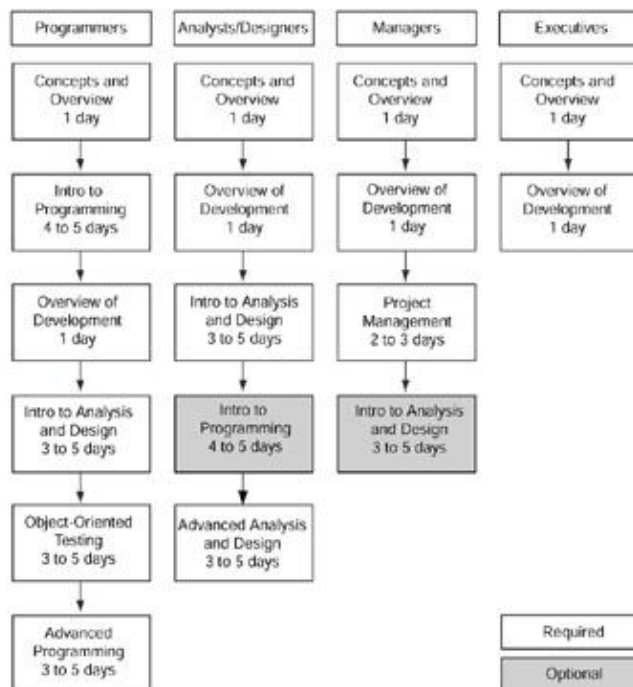 Programmers
Analysts/Designers
Managers
Executives
Concepts and
Overview
1 day
Intro to
Programming
4 to 5 days
Overview of
Development
1 day
Intro to Analysis
and Design
3 to 5 days
Object-Oriented
Testing
3 to 5 days
Advanced
Programming
3 to 5 days
Concepts and
Overview
1 day
Overview of
Development
1 day
Intro to Analysis
and Design
3 to 5 days
Intro to
Programming
4 to 5 days
Advanced Analysis
and Design
3 to 5 days
Concepts and
Overview
1 day
Overview of
Development
1 day
Project
Management
2 to 3 days
Intro to Analysis
and Design
3 to 5 days
Concepts and
Overview
1 day
Overview of
Development
1 day
Required
Optional